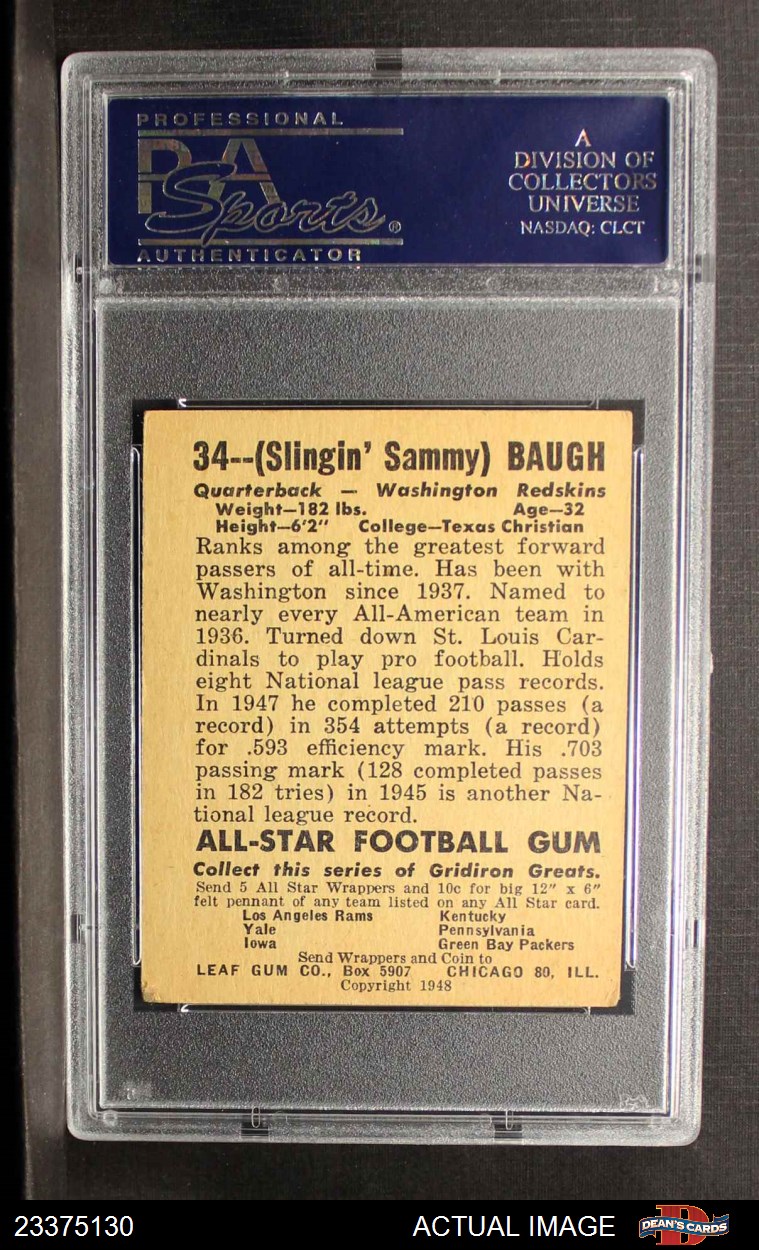 PROFESSIONAL
PSA
Sports®
AUTHENTICATOR
A
DIVISION OF
COLLECTORS
UNIVERSE
NASDAQ: CLCT
34--(Slingin' Sammy) BAUGH
Quarterback — Washington Redskins
Weight—182 lbs. Age—32
Height—6'2" College—Texas Christian
Ranks among the greatest forward
passers of all-time. Has been with
Washington since 1937. Named to
nearly every All-American team in
1936. Turned down St. Louis Car-
dinals to play pro football. Holds
eight National league pass records.
In 1947 he completed 210 passes (a
record) in 354 attempts (a record)
for .593 efficiency mark. His .703
passing mark (128 completed passes
in 182 tries) in 1945 is another Na-
tional league record.
ALL-STAR FOOTBALL GUM
Collect this series of Gridiron Greats.
Send 5 All Star Wrappers and 10c for big 12" x 6"
felt pennant of any team listed on any All Star card.
Los Angeles Rams Kentucky
Yale Pennsylvania
Iowa Green Bay Packers
Send Wrappers and Coin to
LEAF GUM CO., Box 5907 CHICAGO 80, ILL.
Copyright 1948
23375130 ACTUAL IMAGE DEAN'S CARDS